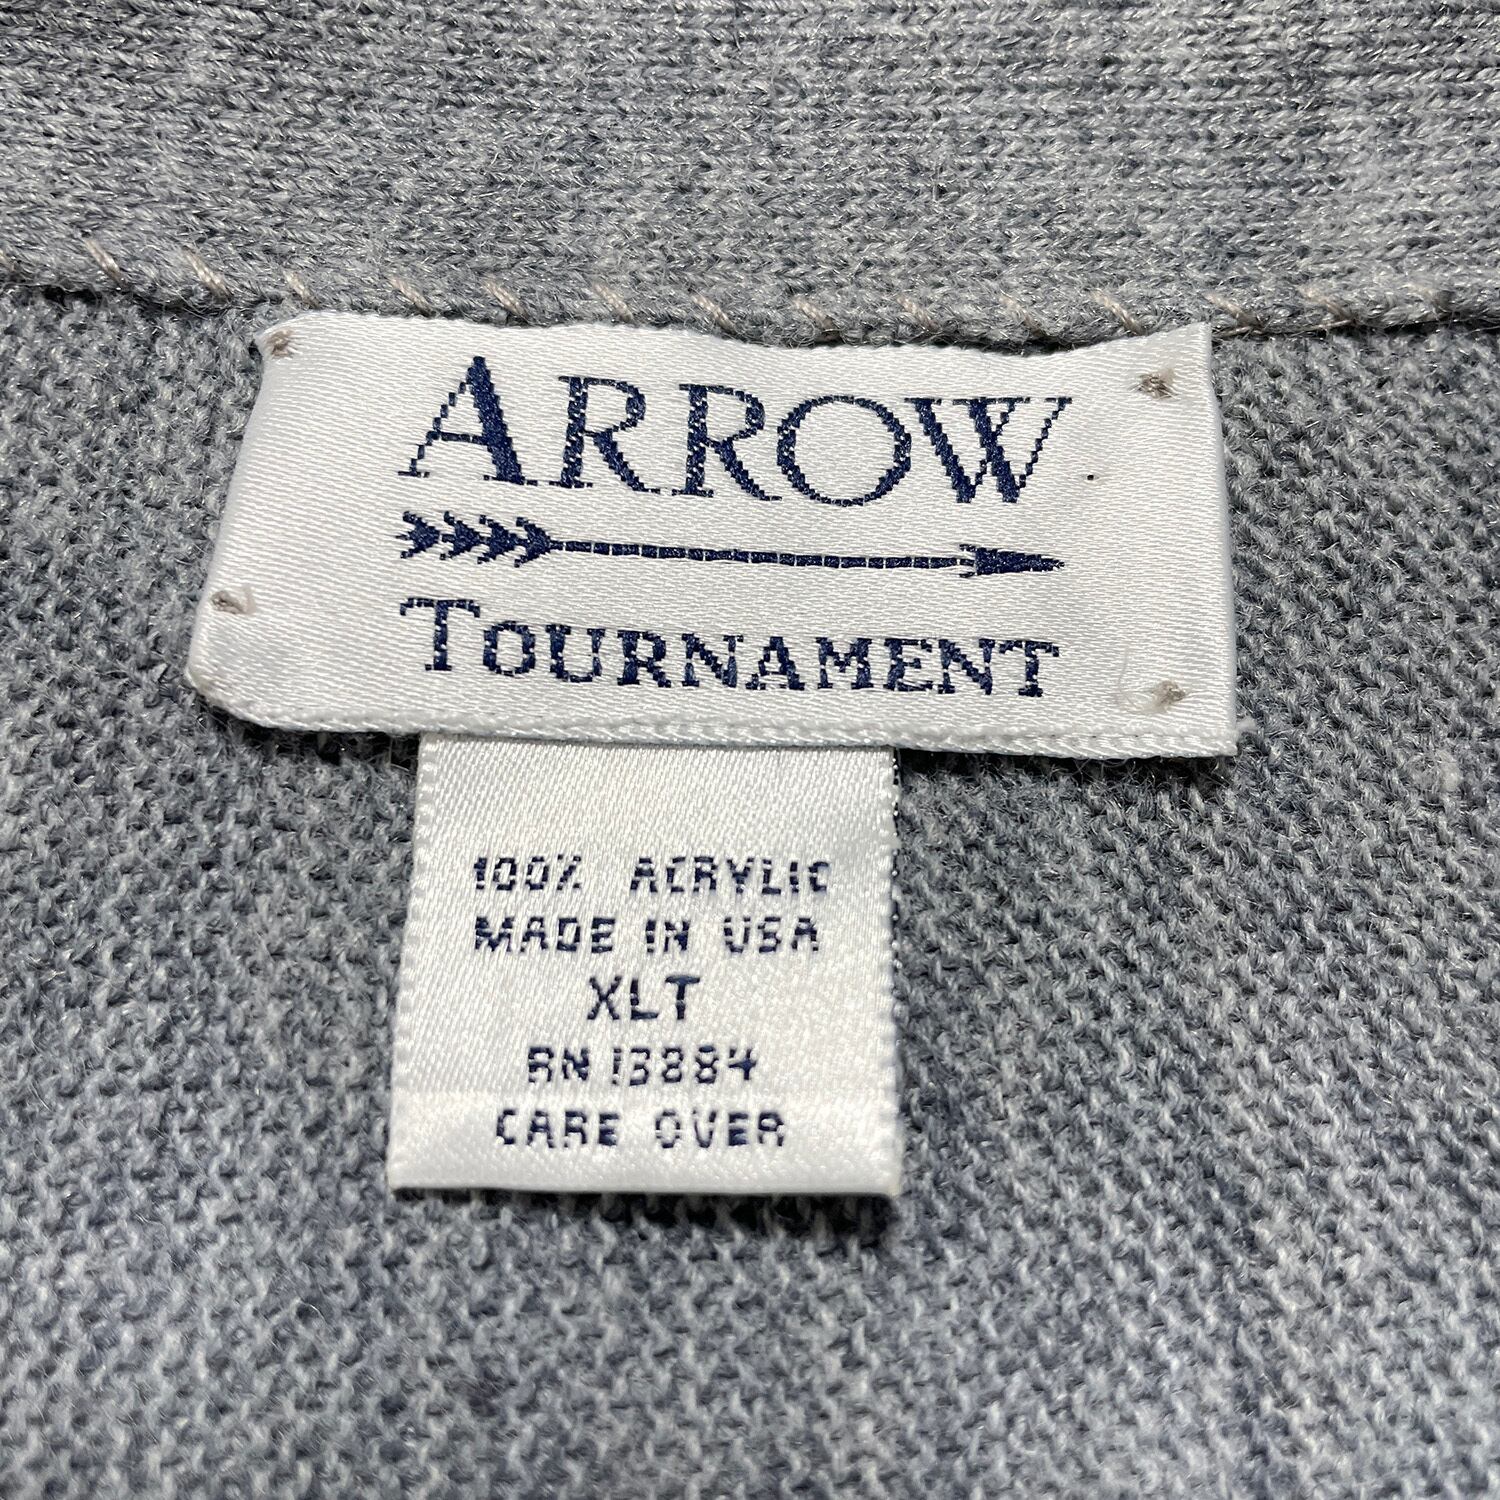 ARROW
TOURNAMENT
100% ACRYLIC
MADE IN USA
XLT
RN 13884
CARE OVER